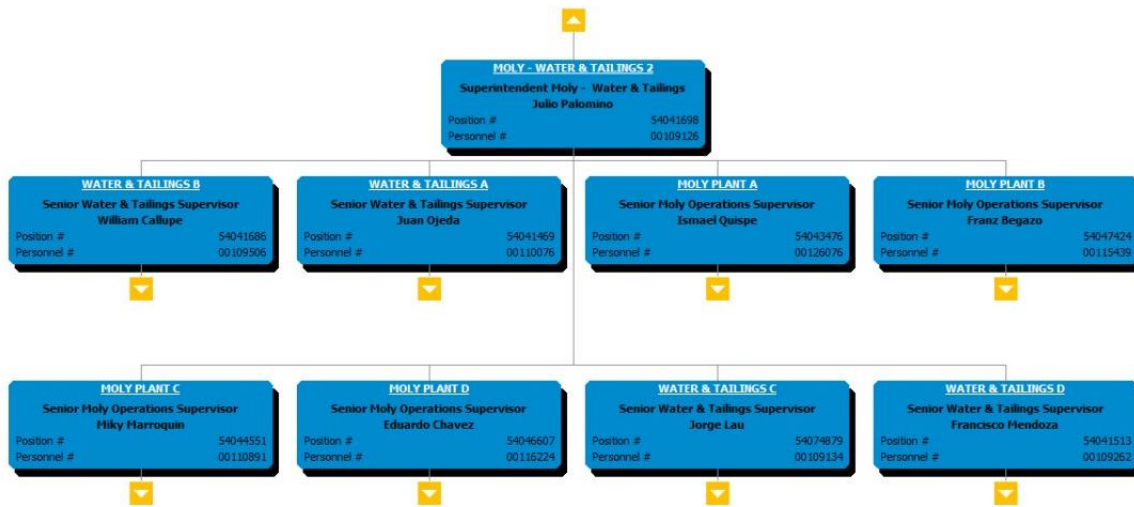 MOLY - WATER & TAILINGS 2
Superintendent Moly - Water & Tailings
Julio Palomino
Position # 54041698
Personnel # 00109126
WATER & TAILINGS B
Senior Water & Tailings Supervisor
William Callupe
Position # 54041686
Personnel # 00109506
WATER & TAILINGS A
Senior Water & Tailings Supervisor
Juan Ojeda
Position # 54041469
Personnel # 00110076
MOLY PLANT A
Senior Moly Operations Supervisor
Ismael Quispe
Position # 54043476
Personnel # 00126076
MOLY PLANT B
Senior Moly Operations Supervisor
Franz Begazo
Position # 54047424
Personnel # 00115439
MOLY PLANT C
Senior Moly Operations Supervisor
Miky Marroquin
Position # 54044551
Personnel # 00110891
MOLY PLANT D
Senior Moly Operations Supervisor
Eduardo Chavez
Position # 54046607
Personnel # 00116224
WATER & TAILINGS C
Senior Water & Tailings Supervisor
Jorge Lau
Position # 54074879
Personnel # 00109134
WATER & TAILINGS D
Senior Water & Tailings Supervisor
Francisco Mendoza
Position # 54041513
Personnel # 00109262